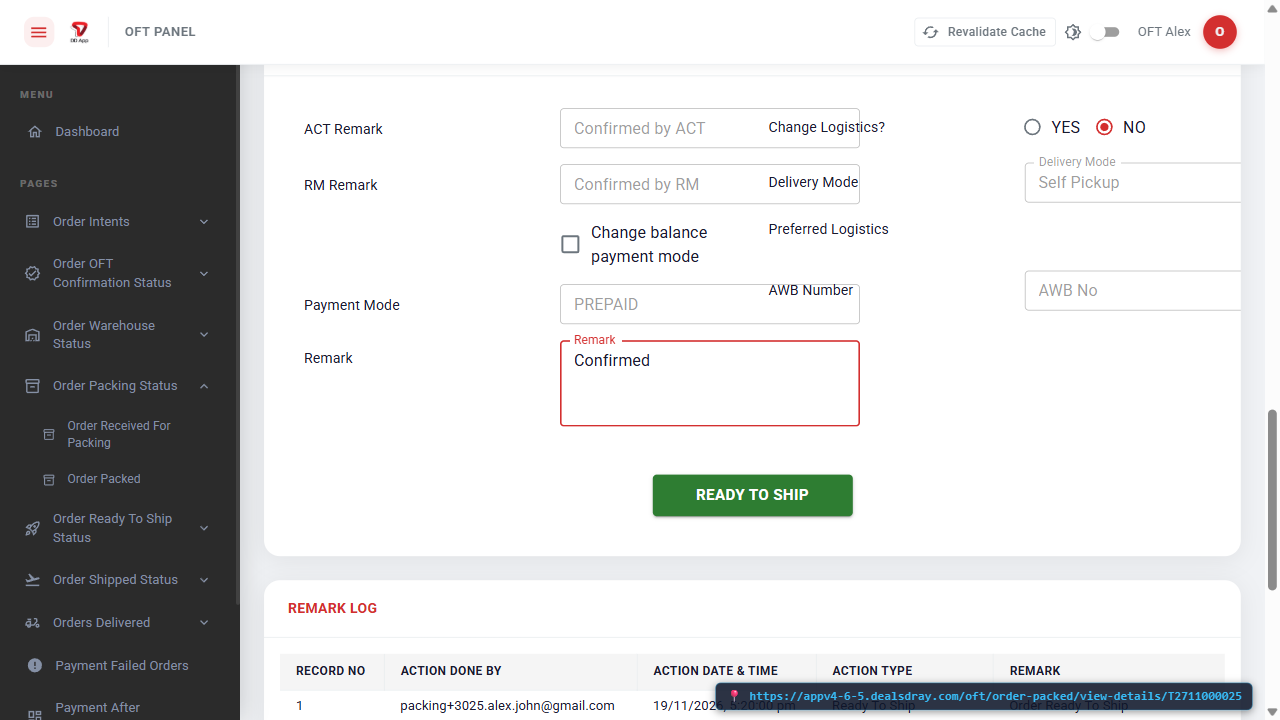 DD App
OFT PANEL
Revalidate Cache
OFT Alex
O
MENU
Dashboard
PAGES
Order Intents
Order OFT
Confirmation Status
Order Warehouse
Status
Order Packing Status
Order Received For
Packing
Order Packed
Order Ready To Ship
Status
Order Shipped Status
Orders Delivered
Payment Failed Orders
Payment After
ACT Remark
Confirmed by ACT
Change Logistics?
YES
NO
RM Remark
Confirmed by RM
Delivery Mode
Delivery Mode
Self Pickup
Change balance
payment mode
Preferred Logistics
Payment Mode
PREPAID
AWB Number
AWB No
Remark
Remark
Confirmed
READY TO SHIP
REMARK LOG
RECORD NO
ACTION DONE BY
ACTION DATE & TIME
ACTION TYPE
REMARK
1
packing+3025.alex.john@gmail.com
19/11/2026, 5:20:00 pm
Ready To Ship
Order Ready To Ship
https://appv4-6-5.dealsdray.com/oft/order-packed/view-details/T2711000025